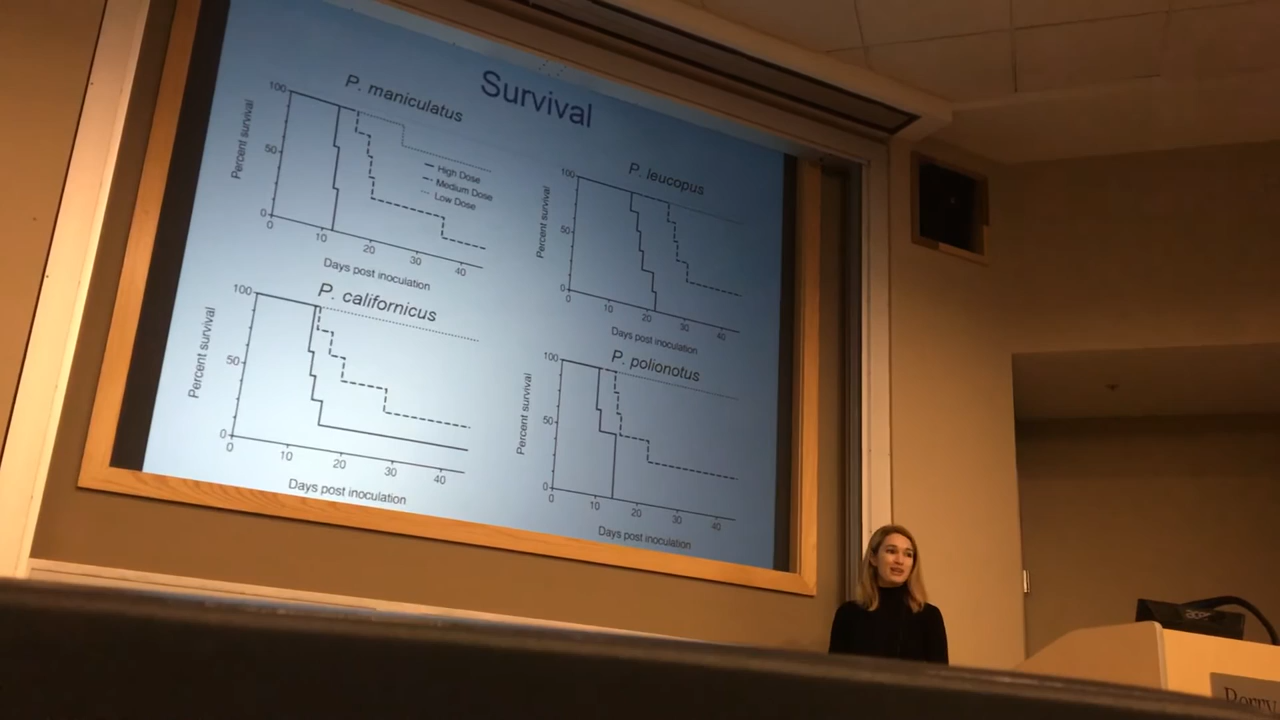 Survival
P. maniculatus
Percent survival
100
50
0
0
10
20
30
40
Days post inoculation
High Dose
Medium Dose
Low Dose
P. leucopus
Percent survival
100
50
0
0
10
20
30
40
Days post inoculation
P. californicus
Percent survival
100
50
0
0
10
20
30
40
Days post inoculation
P. polionotus
Percent survival
100
50
0
0
10
20
30
40
Days post inoculation
acer